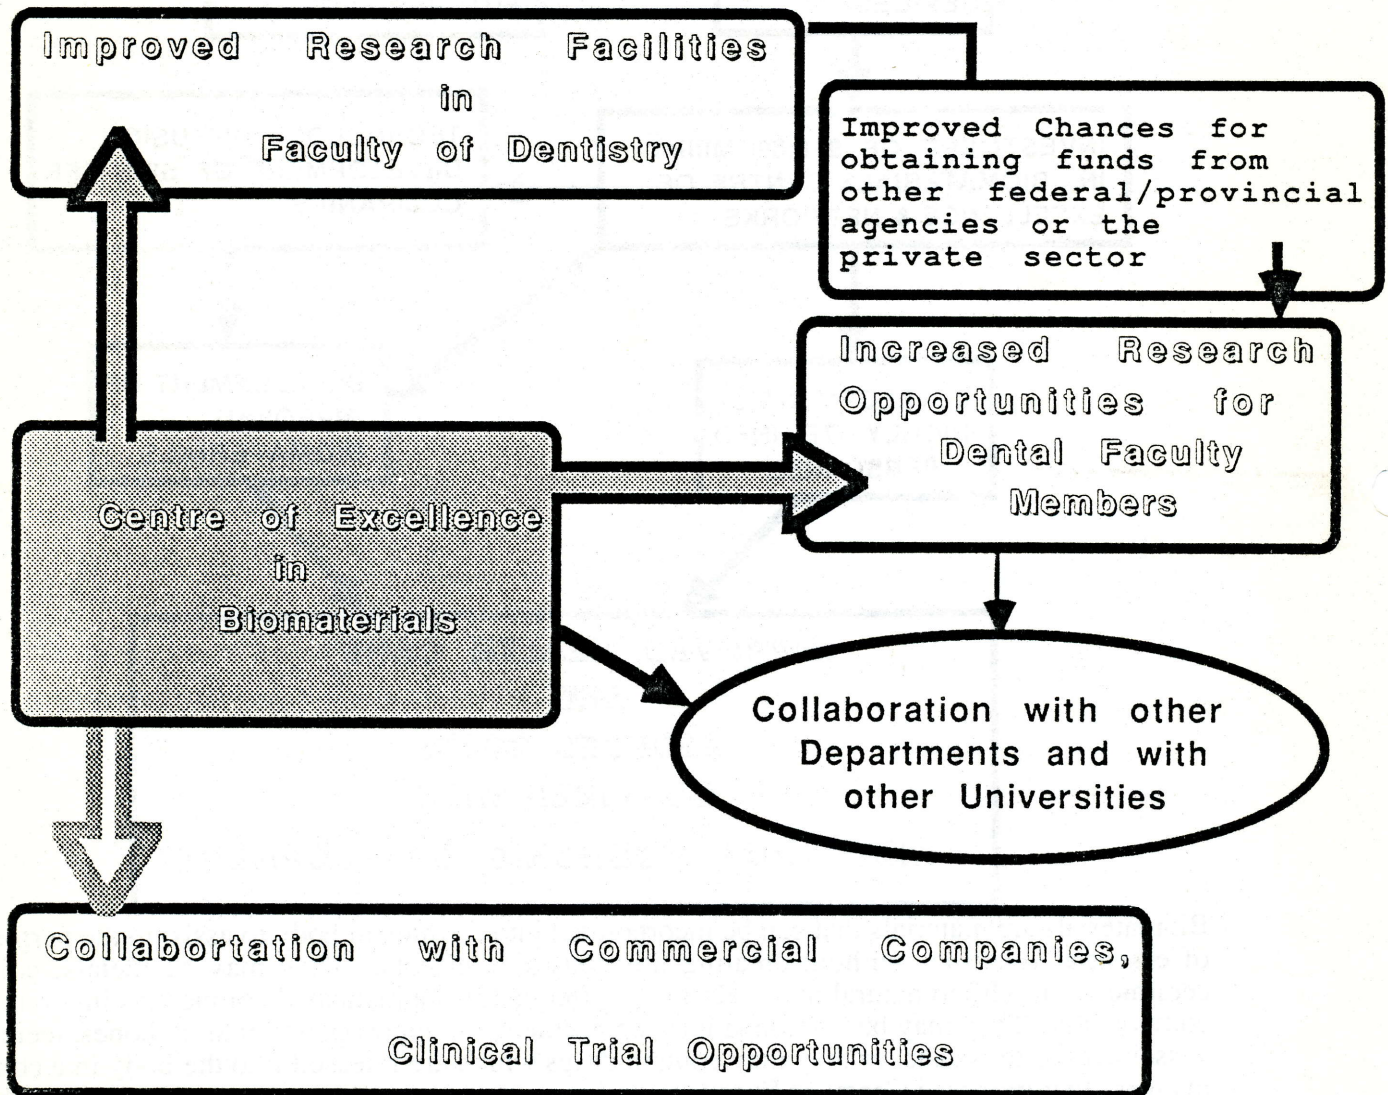 Improved Research Facilities
in
Faculty of Dentistry
Improved Chances for
obtaining funds from
other federal/provincial
agencies or the
private sector
Increased Research
Opportunities for
Dental Faculty
Members
Centre of Excellence
in
Biomaterials
Collaboration with other
Departments and with
other Universities
Collabortation with Commercial Companies,
Clinical Trial Opportunities